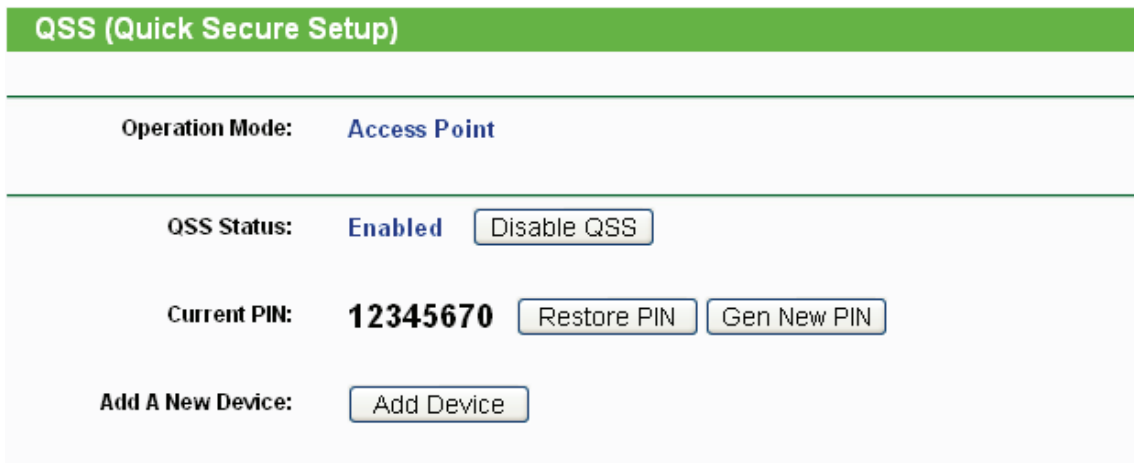 QSS (Quick Secure Setup)
Operation Mode: Access Point
QSS Status: Enabled Disable QSS
Current PIN: 12345670 Restore PIN Gen New PIN
Add A New Device: Add Device